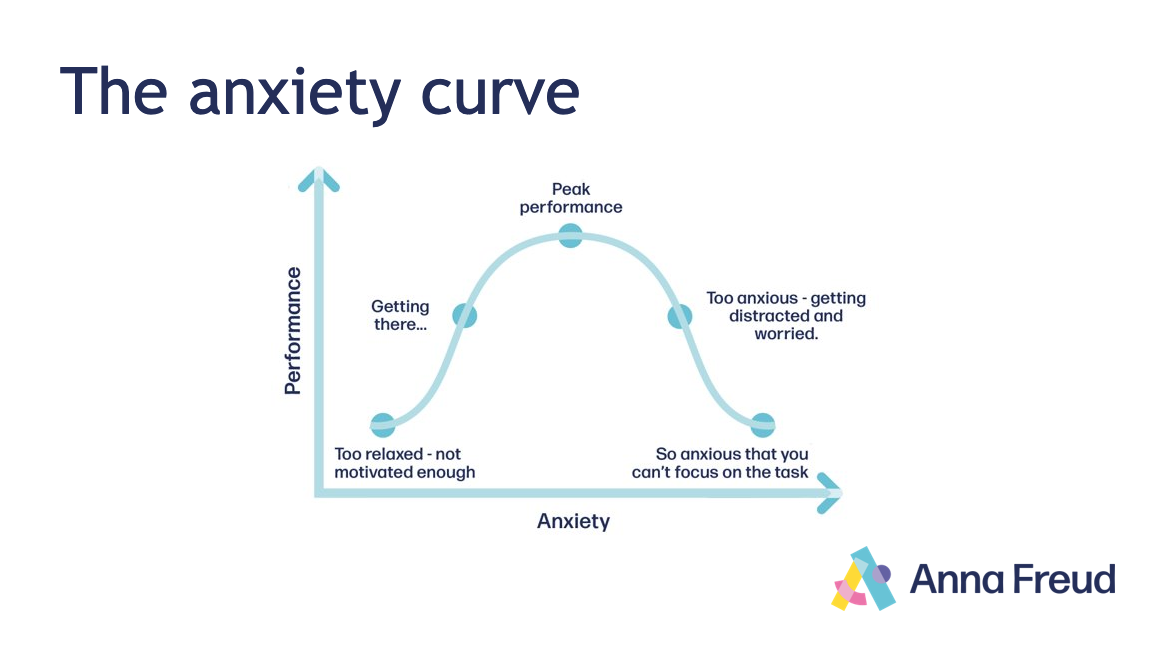 The anxiety curve
Peak
performance
Getting
there...
Too anxious - getting
distracted and
worried.
Performance
Too relaxed - not
motivated enough
So anxious that you
can't focus on the task
Anxiety
Anna Freud